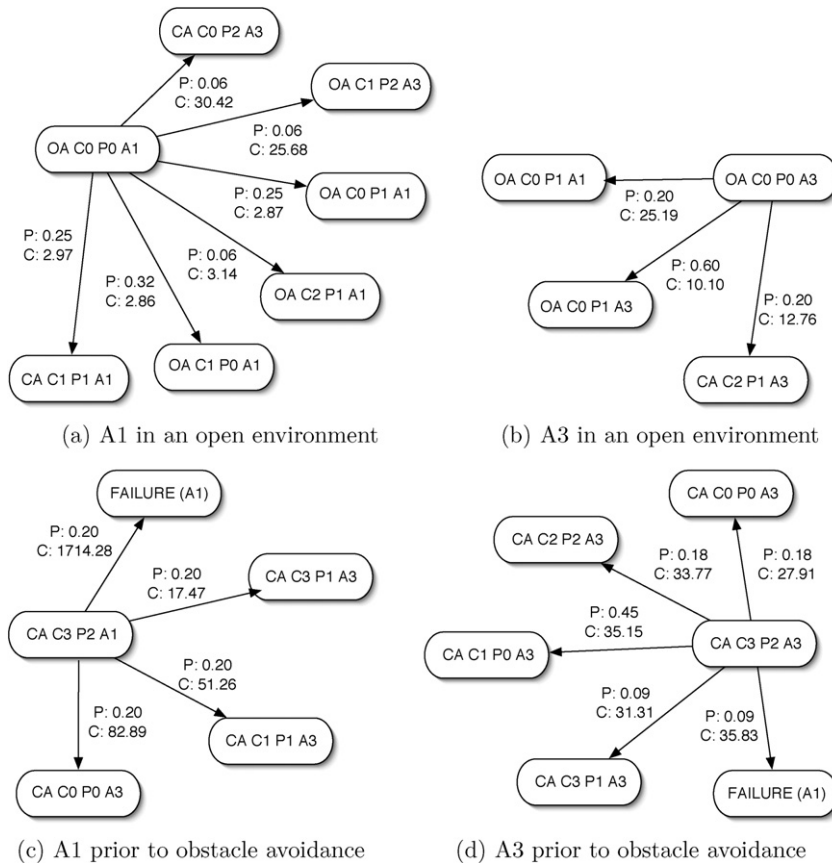 CA C0 P2 A3
P: 0.06
C: 30.42
OA C1 P2 A3
P: 0.06
C: 25.68
OA C0 P0 A1
P: 0.25
C: 2.87
OA C0 P1 A1
P: 0.25
C: 2.97
P: 0.06
C: 3.14
OA C2 P1 A1
P: 0.32
C: 2.86
CA C1 P1 A1
OA C1 P0 A1
(a) A1 in an open environment
OA C0 P1 A1
OA C0 P0 A3
P: 0.20
C: 25.19
P: 0.60
C: 10.10
OA C0 P1 A3
P: 0.20
C: 12.76
CA C2 P1 A3
(b) A3 in an open environment
FAILURE (A1)
P: 0.20
C: 1714.28
P: 0.20
C: 17.47
CA C3 P1 A3
CA C3 P2 A1
P: 0.20
C: 51.26
P: 0.20
C: 82.89
CA C1 P1 A3
CA C0 P0 A3
(c) A1 prior to obstacle avoidance
CA C0 P0 A3
CA C2 P2 A3
P: 0.18
C: 33.77
P: 0.18
C: 27.91
P: 0.45
C: 35.15
CA C1 P0 A3
CA C3 P2 A3
P: 0.09
C: 31.31
P: 0.09
C: 35.83
CA C3 P1 A3
FAILURE (A1)
(d) A3 prior to obstacle avoidance